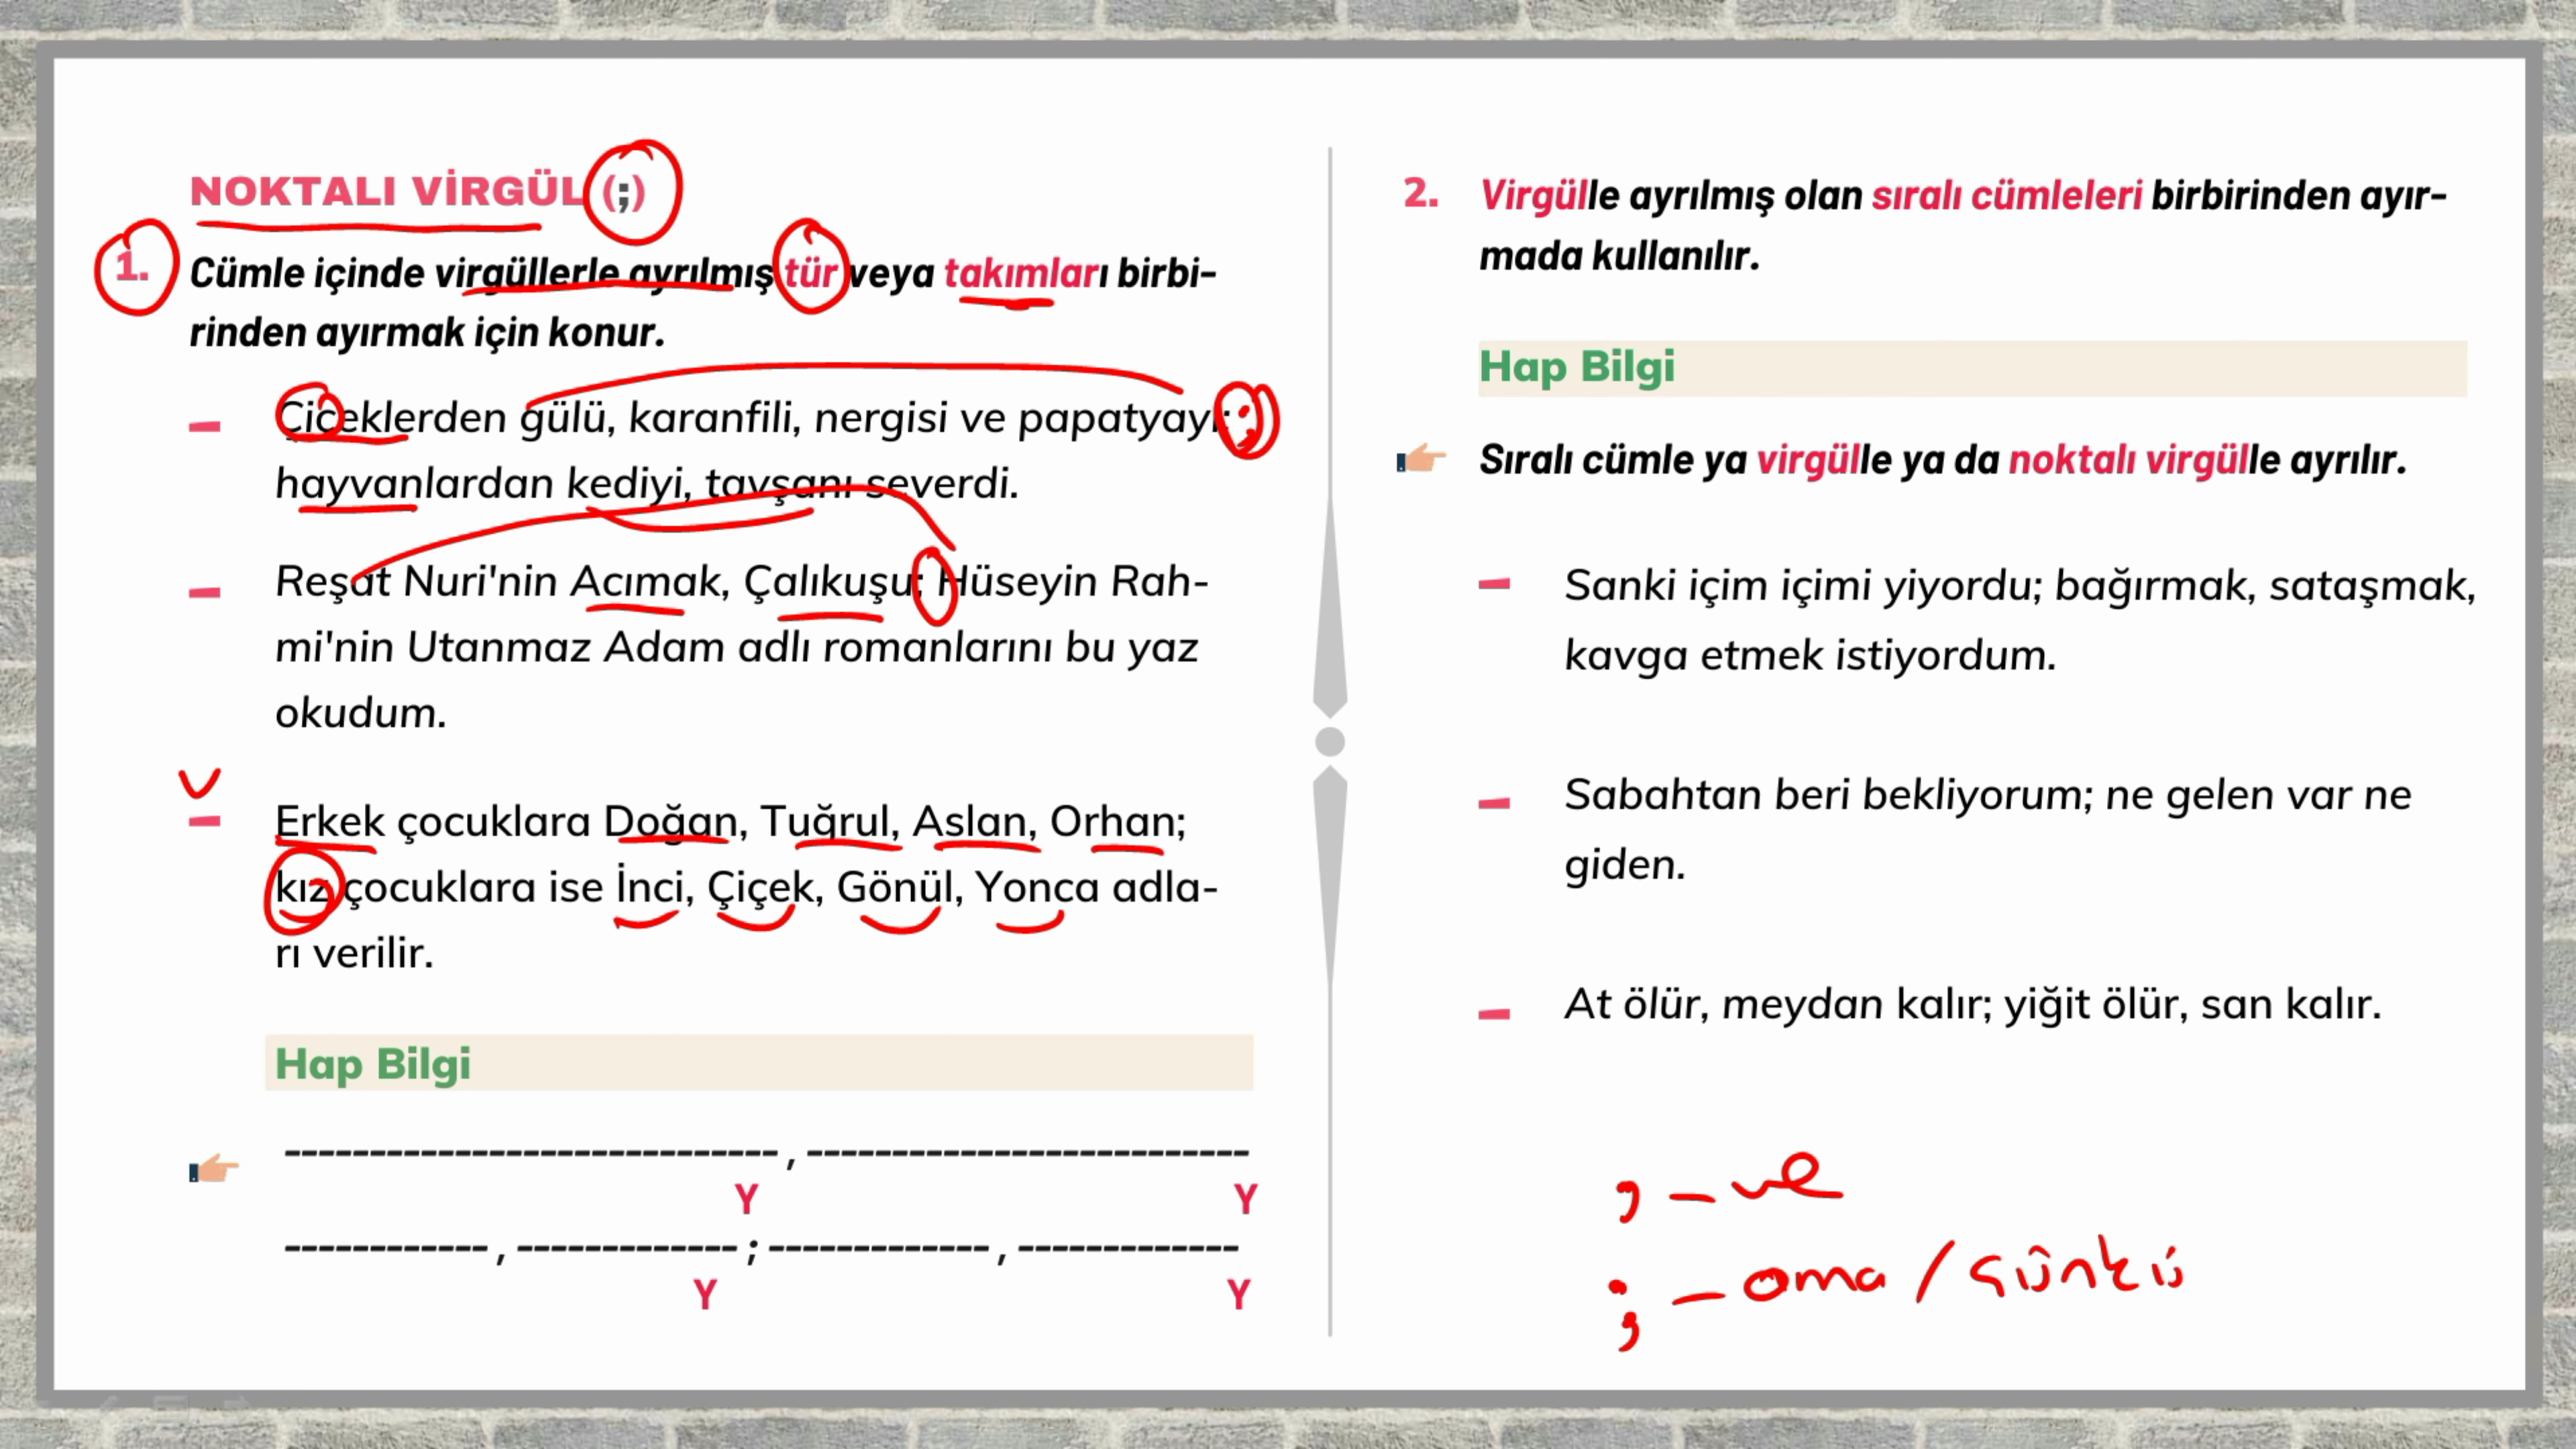 NOKTALI VİRGÜL (;)
1. Cümle içinde virgüllerle ayrılmış tür veya takımları birbi-
rinden ayırmak için konur.
- Çiçeklerden gülü, karanfili, nergisi ve papatyayı;
hayvanlardan kediyi, tavşanı severdi.
- Reşat Nuri'nin Acımak, Çalıkuşu; Hüseyin Rah-
mi'nin Utanmaz Adam adlı romanlarını bu yaz
okudum.
- Erkek çocuklara Doğan, Tuğrul, Aslan, Orhan;
kız çocuklara ise İnci, Çiçek, Gönül, Yonca adla-
rı verilir.
Hap Bilgi
----------------------------- , --------------------------
Y Y
------------ , ------------- ; ------------- , -------------
Y Y
2. Virgülle ayrılmış olan sıralı cümleleri birbirinden ayır-
mada kullanılır.
Hap Bilgi
Sıralı cümle ya virgülle ya da noktalı virgülle ayrılır.
- Sanki içim içimi yiyordu; bağırmak, sataşmak,
kavga etmek istiyordum.
- Sabahtan beri bekliyorum; ne gelen var ne
giden.
- At ölür, meydan kalır; yiğit ölür, san kalır.
, - ve
; - ama / çünkü